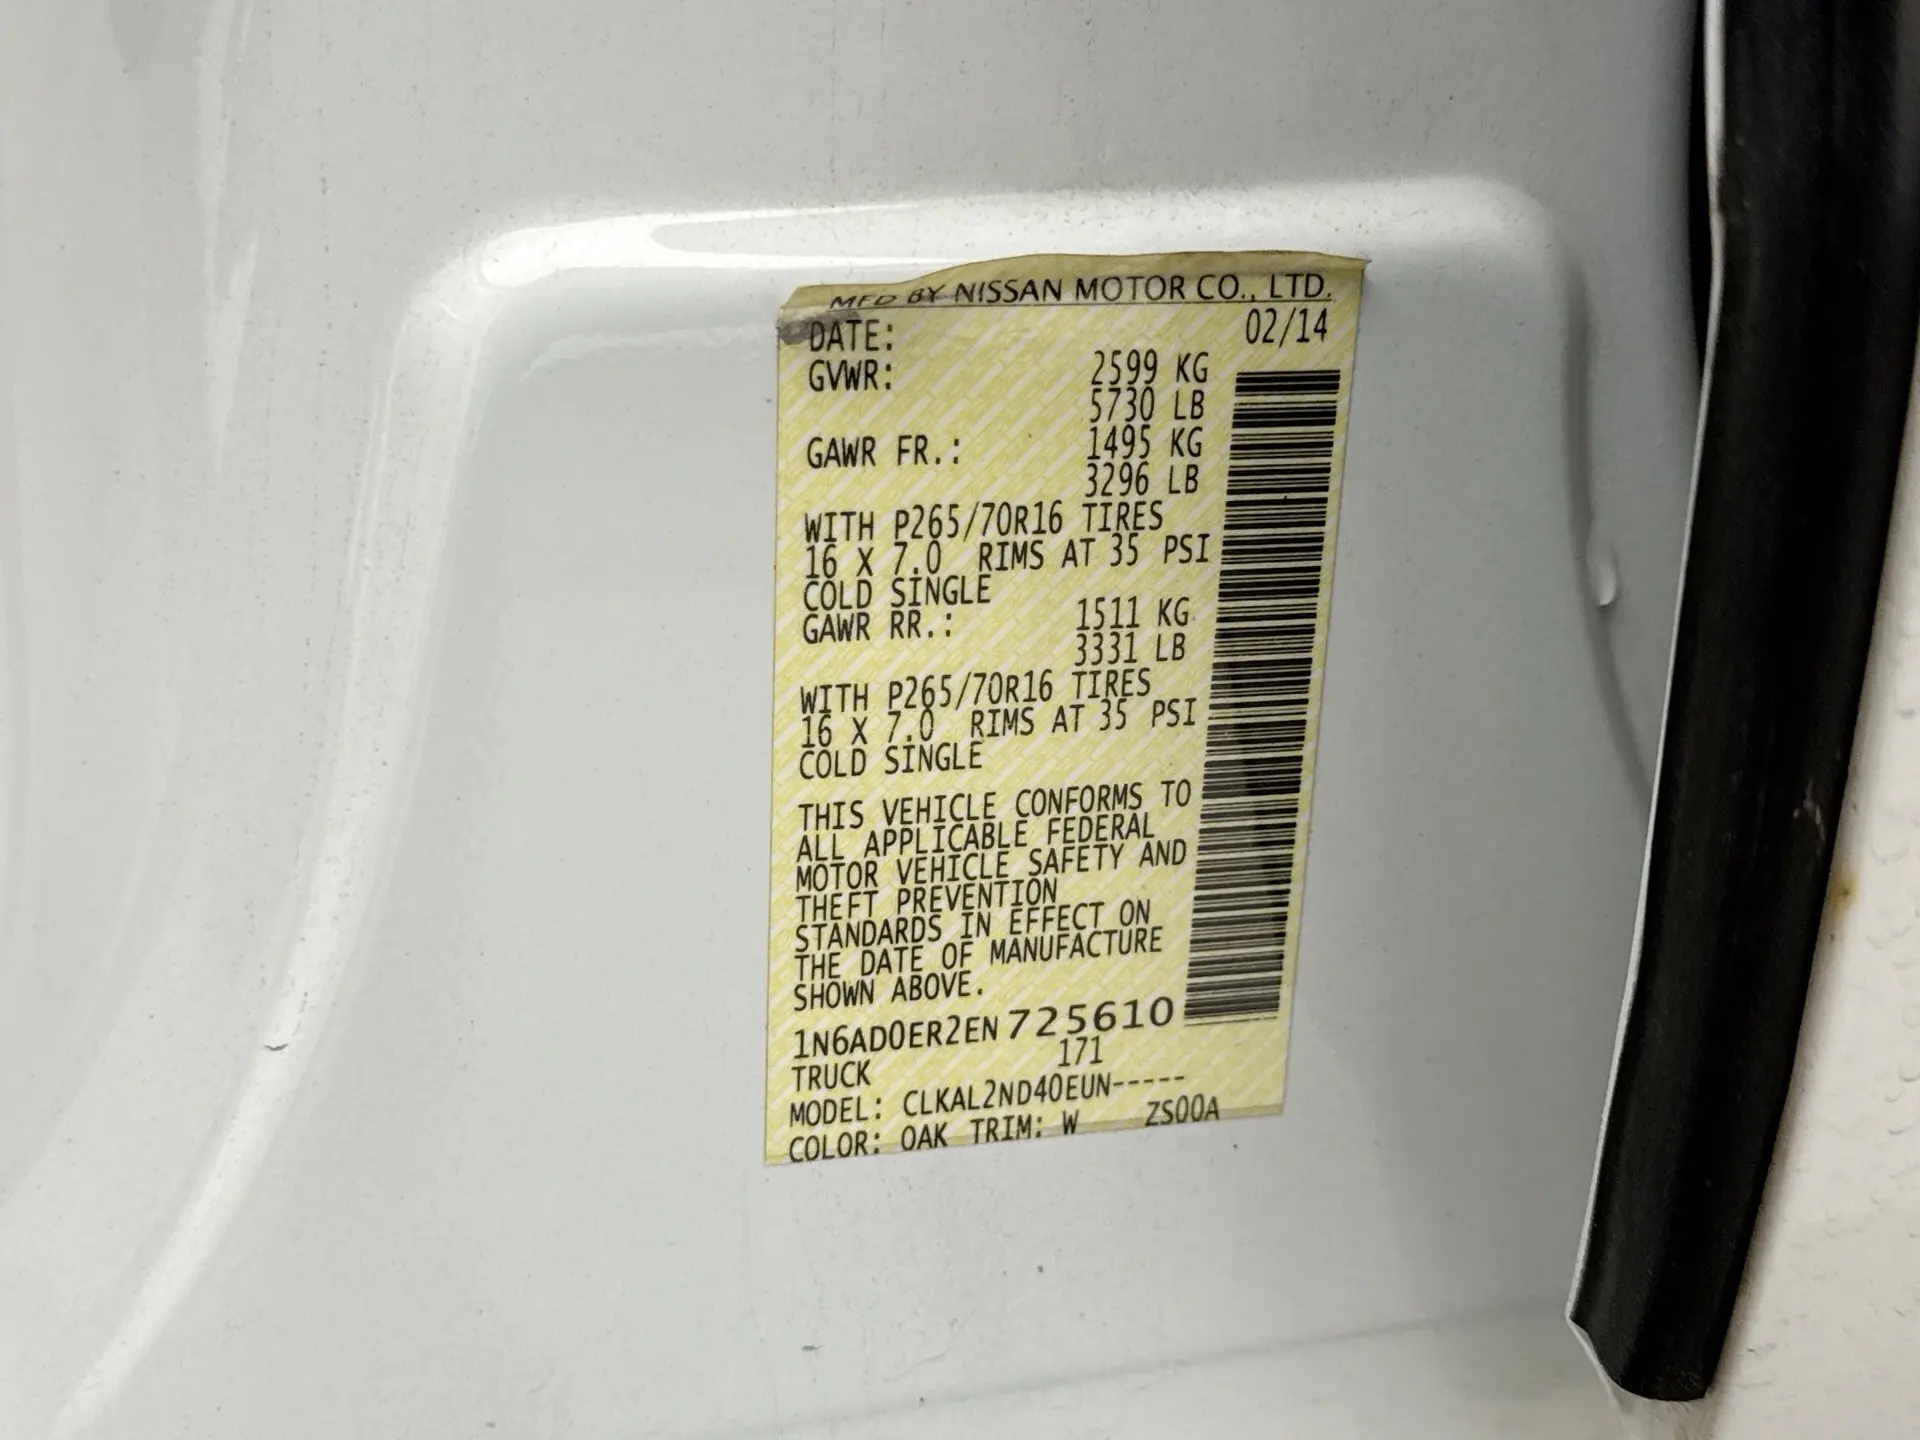 MFD BY NISSAN MOTOR CO., LTD.
DATE: 02/14
GVWR: 2599 KG
5730 LB
GAWR FR.: 1495 KG
3296 LB
WITH P265/70R16 TIRES
16 X 7.0 RIMS AT 35 PSI
COLD SINGLE
GAWR RR.: 1511 KG
3331 LB
WITH P265/70R16 TIRES
16 X 7.0 RIMS AT 35 PSI
COLD SINGLE
THIS VEHICLE CONFORMS TO
ALL APPLICABLE FEDERAL
MOTOR VEHICLE SAFETY AND
THEFT PREVENTION
STANDARDS IN EFFECT ON
THE DATE OF MANUFACTURE
SHOWN ABOVE.
1N6AD0ER2EN725610
TRUCK 171
MODEL: CLKAL2ND40EUN-----
COLOR: QAK TRIM: W ZS00A